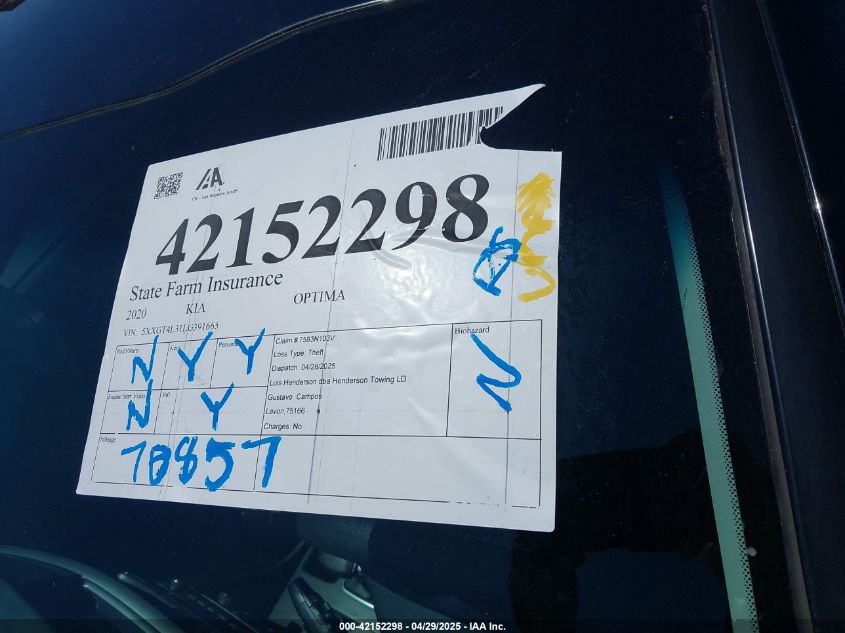 IAA
42152298
State Farm Insurance
2020 KIA OPTIMA
VIN: 5XXGT4L31LG391665
N Y Y
N Y
Claim # 7583N103V
Loss Type: Theft
Dispatch: 04/28/2025
Luis Henderson dba Henderson Towing LD
Gustavo Campos
Lavon,75166
Charges: No
Biohazard
N
Mileage
70857
000-42152298 - 04/29/2025 - IAA Inc.